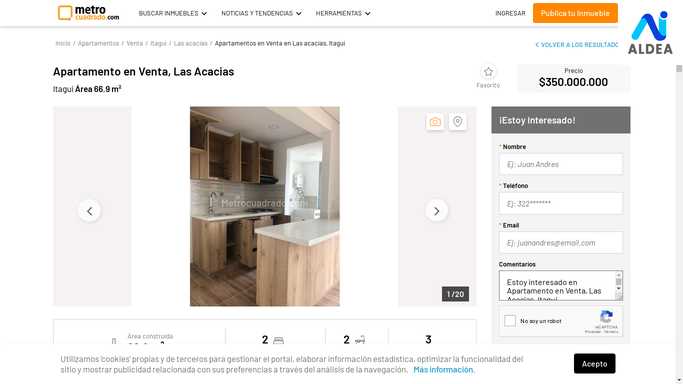 metro
cuadrado.com
BUSCAR INMUEBLES
NOTICIAS Y TENDENCIAS
HERRAMIENTAS
INGRESAR
Publica tu Inmueble
AI
ALDEA
Inicio / Apartamentos / Venta / Itagui / Las acacias / Apartamentos en Venta en Las acacias, Itagui
VOLVER A LOS RESULTADO
Apartamento en Venta, Las Acacias
Itagui Área 66.9 m²
Favorito
Precio
$350.000.000
Metrocuadrado.com
1 / 20
¡Estoy Interesado!
* Nombre
Ej: Juan Andres
* Teléfono
Ej: 322*******
* Email
Ej: juanandres@email.com
Comentarios
Estoy interesado en
Apartamento en Venta, Las
Acacias, Itagui
No soy un robot
reCAPTCHA
Privacidad - Términos
Área construida
2
2
3
Utilizamos 'cookies' propias y de terceros para gestionar el portal, elaborar información estadística, optimizar la funcionalidad del
sitio y mostrar publicidad relacionada con sus preferencias a través del análisis de la navegación. Más información.
Acepto